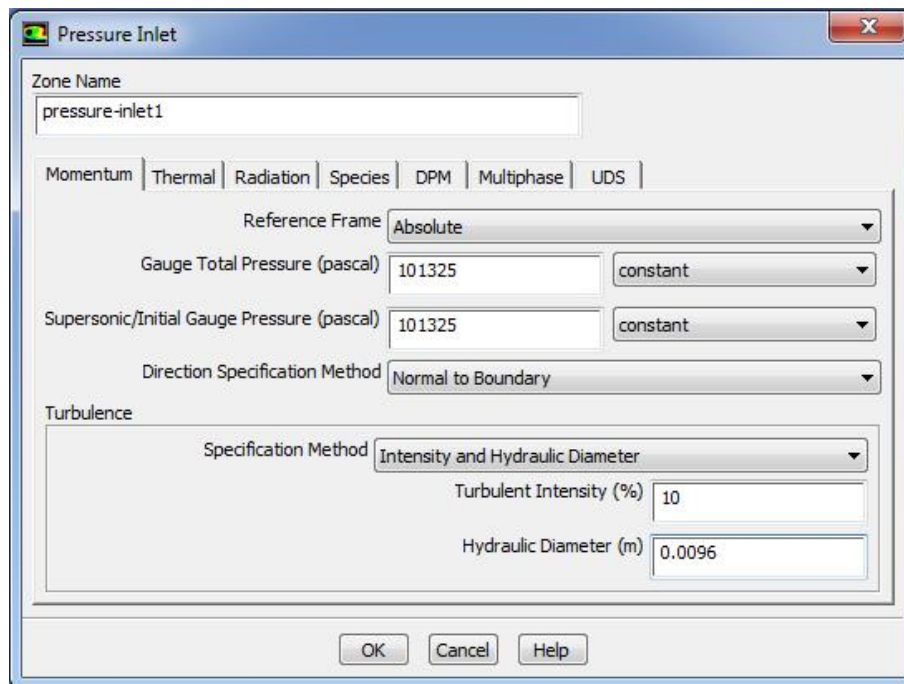 Pressure Inlet
Zone Name
pressure-inlet1
Momentum Thermal Radiation Species DPM Multiphase UDS
Reference Frame Absolute
Gauge Total Pressure (pascal) 101325 constant
Supersonic/Initial Gauge Pressure (pascal) 101325 constant
Direction Specification Method Normal to Boundary
Turbulence
Specification Method Intensity and Hydraulic Diameter
Turbulent Intensity (%) 10
Hydraulic Diameter (m) 0.0096
OK Cancel Help